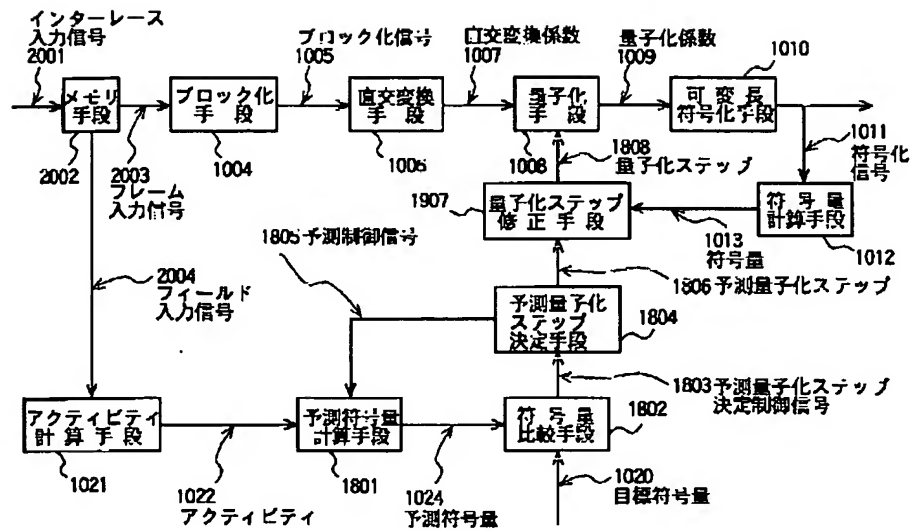 インターレース
入力信号
2001
メモリ
手段
2002
2003
フレーム
入力信号
ブロック化
手 段
1004
ブロック化信号
1005
直交変換
手 段
1006
直交変換係数
1007
量子化
手 段
1008
量子化係数
1009
1010
可 変 長
符号化手段
1011
符号化
信号
1808
量子化ステップ
1907
量子化ステップ
修 正 手 段
符 号 量
計算手段
1012
1013
符号量
1805予測制御信号
2004
フィールド
入力信号
1806予測量子化ステップ
予測量子化
ステップ
決定手段
1804
1803予測量子化ステップ
決定制御信号
アクティビティ
計 算 手 段
1021
1022
アクティビティ
予測符号量
計算手段
1801
1024
予測符号量
符 号 量
比較手段
1802
1020
目標符号量